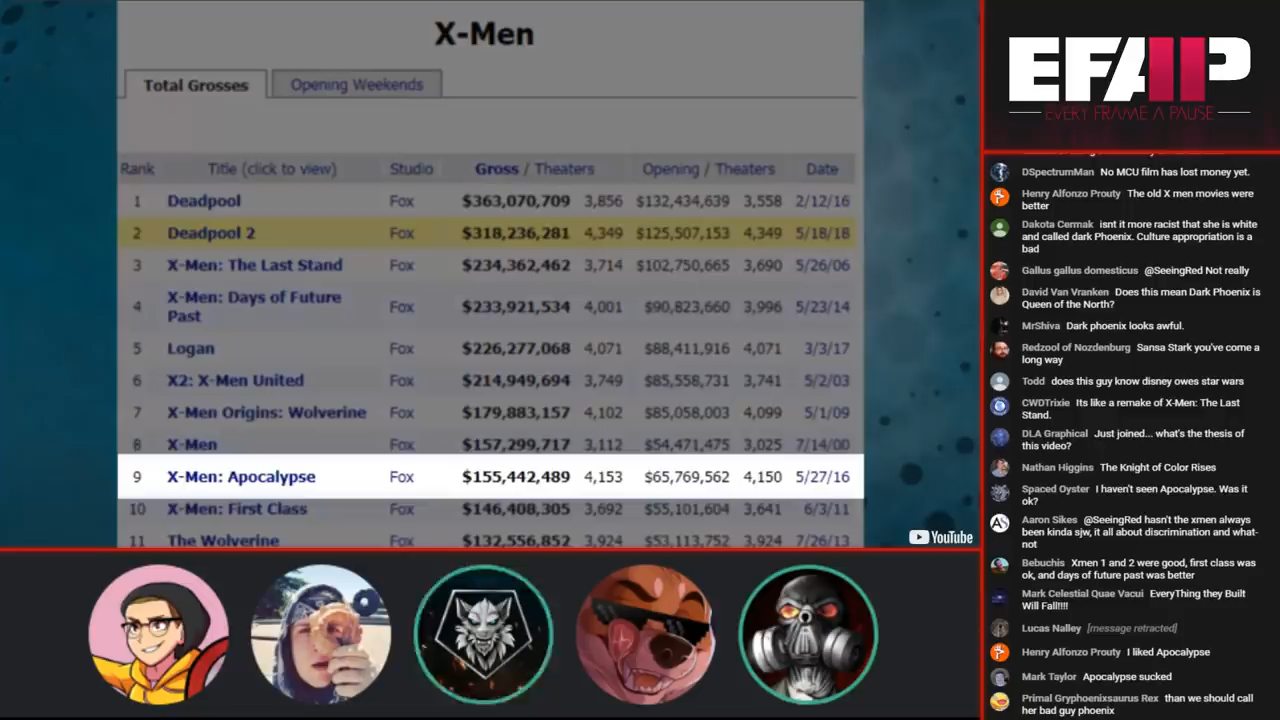 X-Men
Total Grosses
Opening Weekends
Rank Title (click to view) Studio Gross / Theaters Opening / Theaters Date
1 Deadpool Fox $363,070,709 3,856 $132,434,639 3,558 2/12/16
2 Deadpool 2 Fox $318,236,281 4,349 $125,507,153 4,349 5/18/18
3 X-Men: The Last Stand Fox $234,362,462 3,714 $102,750,665 3,690 5/26/06
4 X-Men: Days of Future
Past Fox $233,921,534 4,001 $90,823,660 3,996 5/23/14
5 Logan Fox $226,277,068 4,071 $88,411,916 4,071 3/3/17
6 X2: X-Men United Fox $214,949,694 3,749 $85,558,731 3,741 5/2/03
7 X-Men Origins: Wolverine Fox $179,883,157 4,102 $85,058,003 4,099 5/1/09
8 X-Men Fox $157,299,717 3,112 $54,471,475 3,025 7/14/00
9 X-Men: Apocalypse Fox $155,442,489 4,153 $65,769,562 4,150 5/27/16
10 X-Men: First Class Fox $146,408,305 3,692 $55,101,604 3,641 6/3/11
11 The Wolverine Fox $132,556,852 3,924 $53,113,752 3,924 7/26/13
YouTube
EFAP
EVERY FRAME A PAUSE
DSpectrumMan No MCU film has lost money yet.
Henry Alfonzo Prouty The old X men movies were
better
Dakota Cermak isnt it more racist that she is white
and called dark Phoenix. Culture appropriation is a
bad
Gallus gallus domesticus @SeeingRed Not really
David Van Vranken Does this mean Dark Phoenix is
Queen of the North?
MrShiva Dark phoenix looks awful.
Redzool of Nozdenburg Sansa Stark you've come a
long way
Todd does this guy know disney owes star wars
CWDTrixie Its like a remake of X-Men: The Last
Stand.
DLA Graphical Just joined... what's the thesis of
this video?
Nathan Higgins The Knight of Color Rises
Spaced Oyster I haven't seen Apocalypse. Was it
ok?
Aaron Sikes @SeeingRed hasn't the xmen always
been kinda sjw, it all about discrimination and what-
not
Bebuchis Xmen 1 and 2 were good, first class was
ok, and days of future past was better
Mark Celestial Quae Vacui EveryThing they Built
Will Fall!!!!
Lucas Nalley [message retracted]
Henry Alfonzo Prouty I liked Apocalypse
Mark Taylor Apocalypse sucked
Primal Gryphoenixsaurus Rex than we should call
her bad guy phoenix